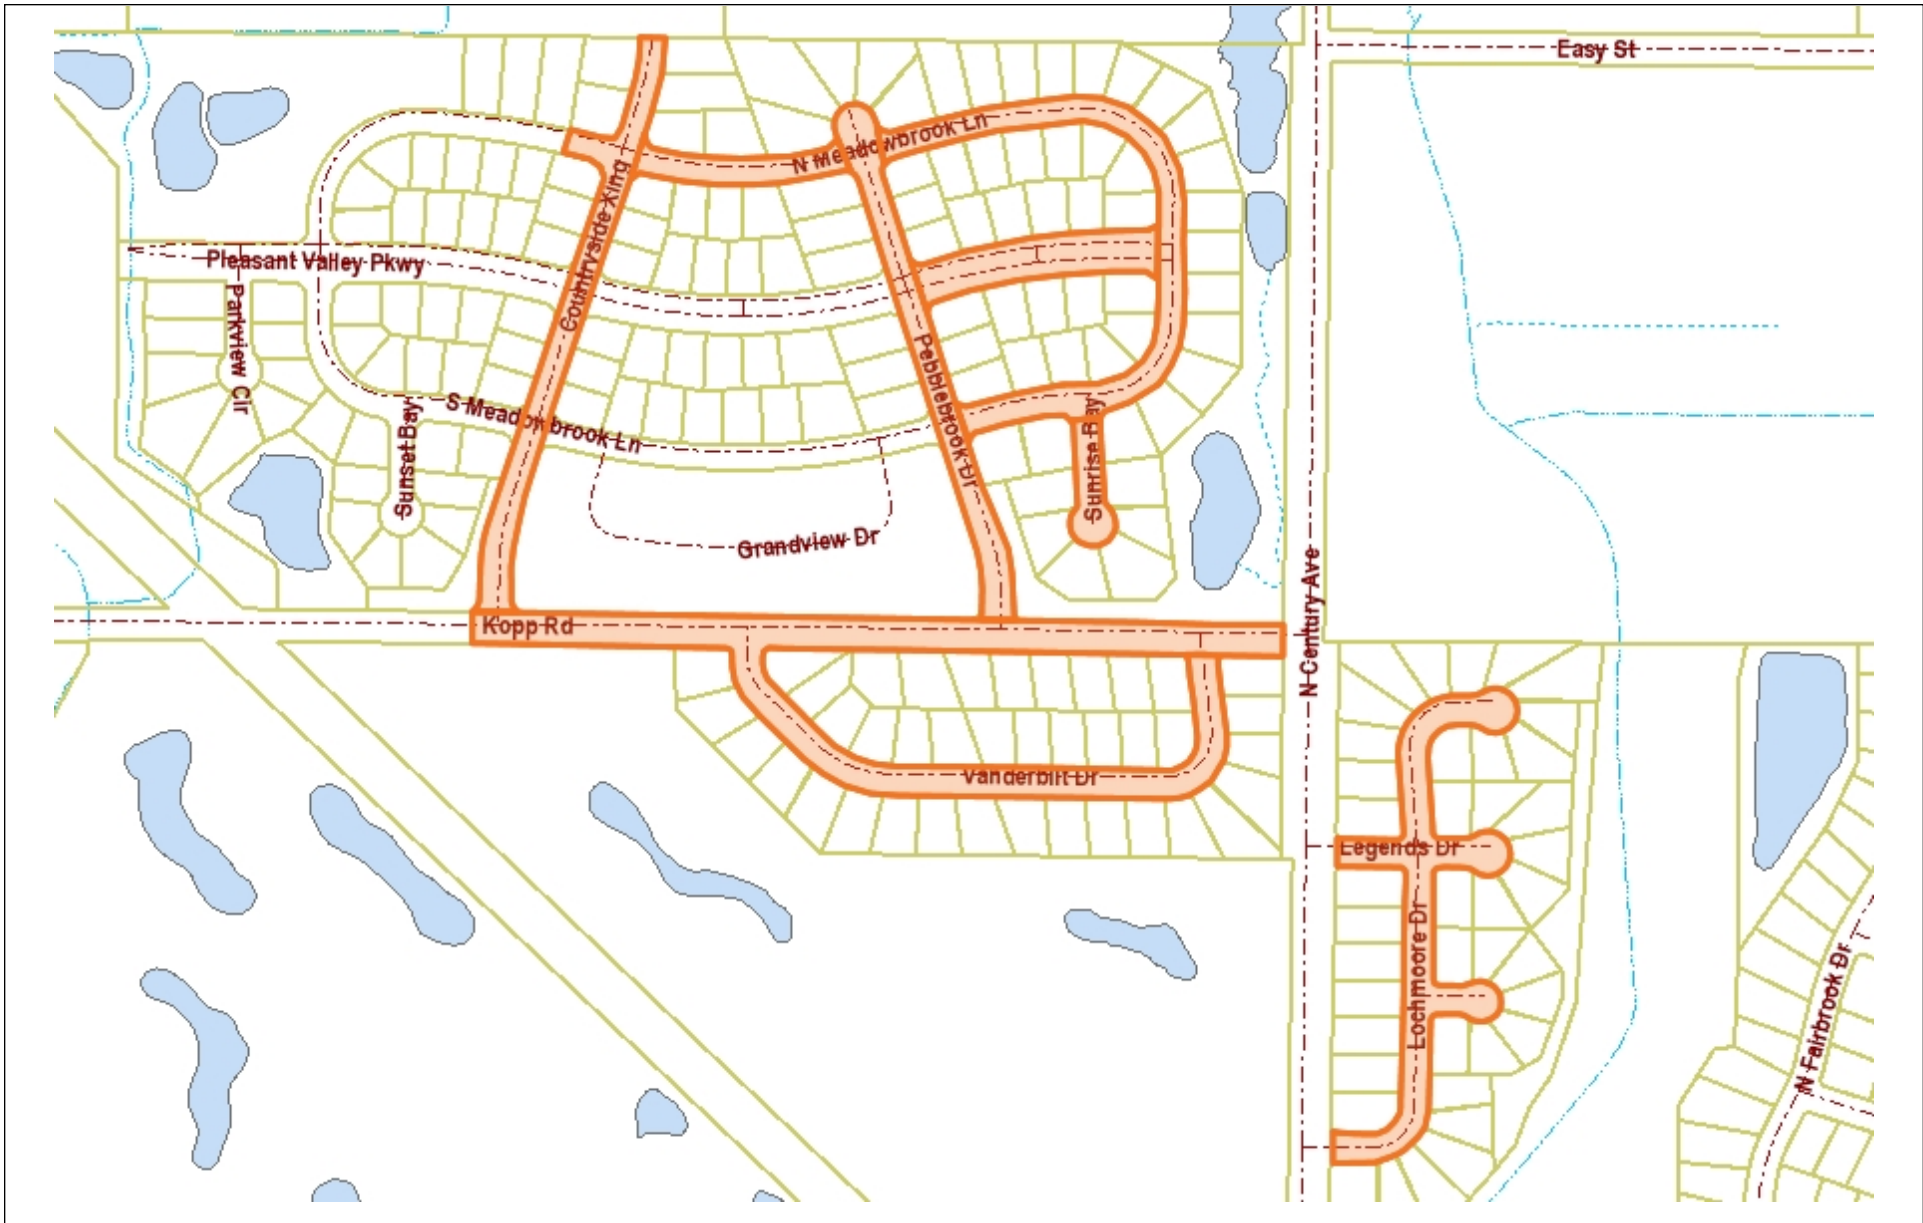 Easy St
N Meadowbrook Ln
Countryside Xing
Pleasant Valley Pkwy
Parkview Cir
Pebblebrook Dr
S Meadowbrook Ln
Sunset Bay
Sunrise Bay
Grandview Dr
N Century Ave
Kopp Rd
Vanderbilt Dr
Legends Dr
Lochmoore Dr
N Fairbrook Dr